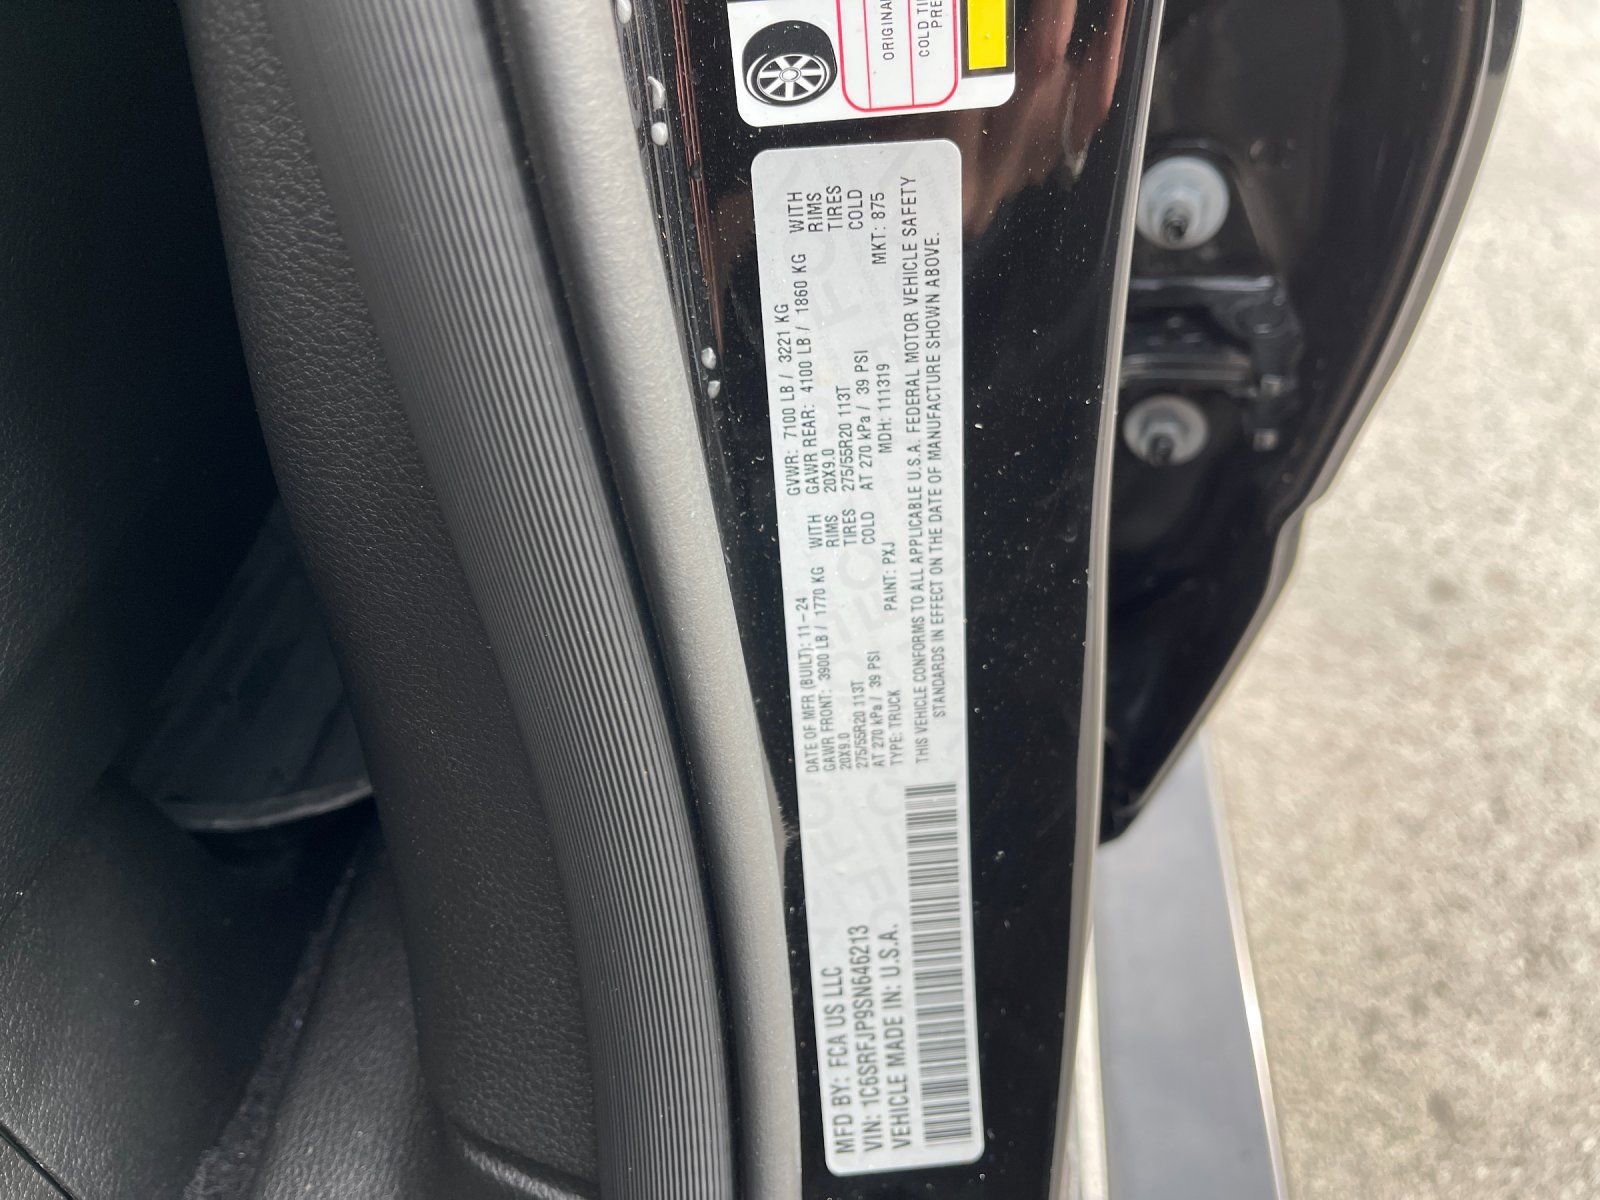 ORIGINA
COLD TI
PRE
MFD BY: FCA US LLC
VIN: 1C6SRFJP9SN646213
VEHICLE MADE IN: U.S.A.
DATE OF MFR (BUILT): 11-24 GVWR: 7100 LB / 3221 KG
GAWR FRONT: 3900 LB / 1770 KG WITH GAWR REAR: 4100 LB / 1860 KG WITH
20X9.0 RIMS 20X9.0 RIMS
275/55R20 113T TIRES 275/55R20 113T TIRES
AT 270 kPa / 39 PSI COLD AT 270 kPa / 39 PSI COLD
TYPE: TRUCK PAINT: PXJ MDH: 111319 MKT: 875
THIS VEHICLE CONFORMS TO ALL APPLICABLE U.S.A. FEDERAL MOTOR VEHICLE SAFETY
STANDARDS IN EFFECT ON THE DATE OF MANUFACTURE SHOWN ABOVE.